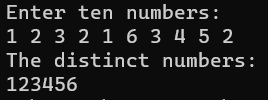 Enter ten numbers:
1 2 3 2 1 6 3 4 5 2
The distinct numbers:
123456